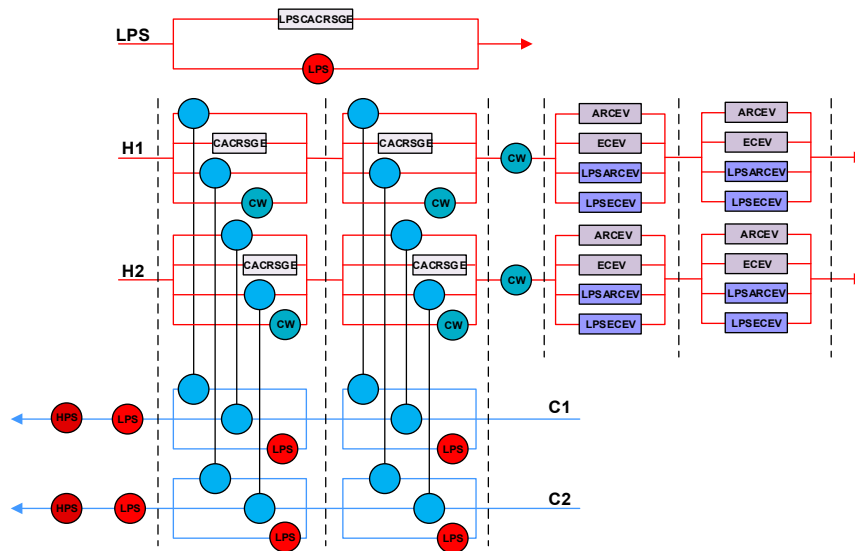 LPSCACRSGE
LPS
LPS
ARCEV ARCEV
H1 CACRSGE CACRSGE ECEV ECEV
CW
LPSARCEV LPSARCEV
CW CW LPSECEV LPSECEV
ARCEV ARCEV
H2 CACRSGE CACRSGE ECEV ECEV
CW
LPSARCEV LPSARCEV
CW CW LPSECEV LPSECEV
C1
HPS LPS
LPS LPS
C2
HPS LPS
LPS LPS